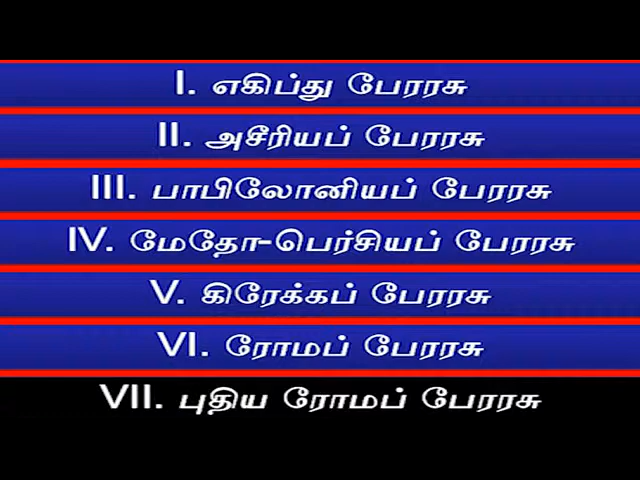 I. எகிப்து பேரரசு
II. அசீரியப் பேரரசு
III. பாபிலோனியப் பேரரசு
IV. மேதோ-பெர்சியப் பேரரசு
V. கிரேக்கப் பேரரசு
VI. ரோமப் பேரரசு
VII. புதிய ரோமப் பேரரசு